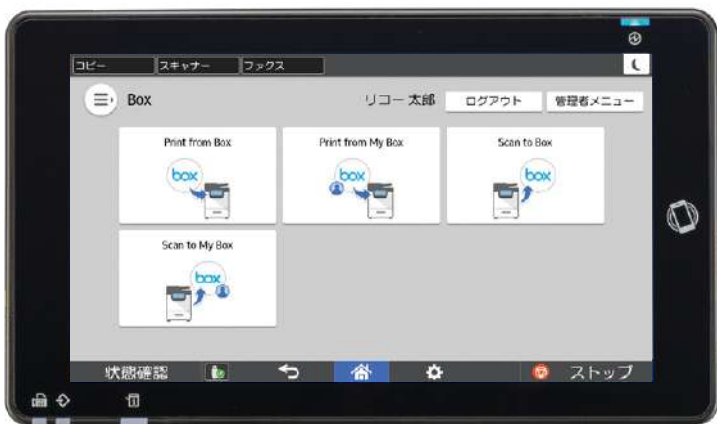 コピー
スキャナー
ファックス
Box
リコー 太郎
ログアウト
管理者メニュー
Print from Box
box
Print from My Box
box
Scan to Box
box
Scan to My Box
box
状態確認
ストップ